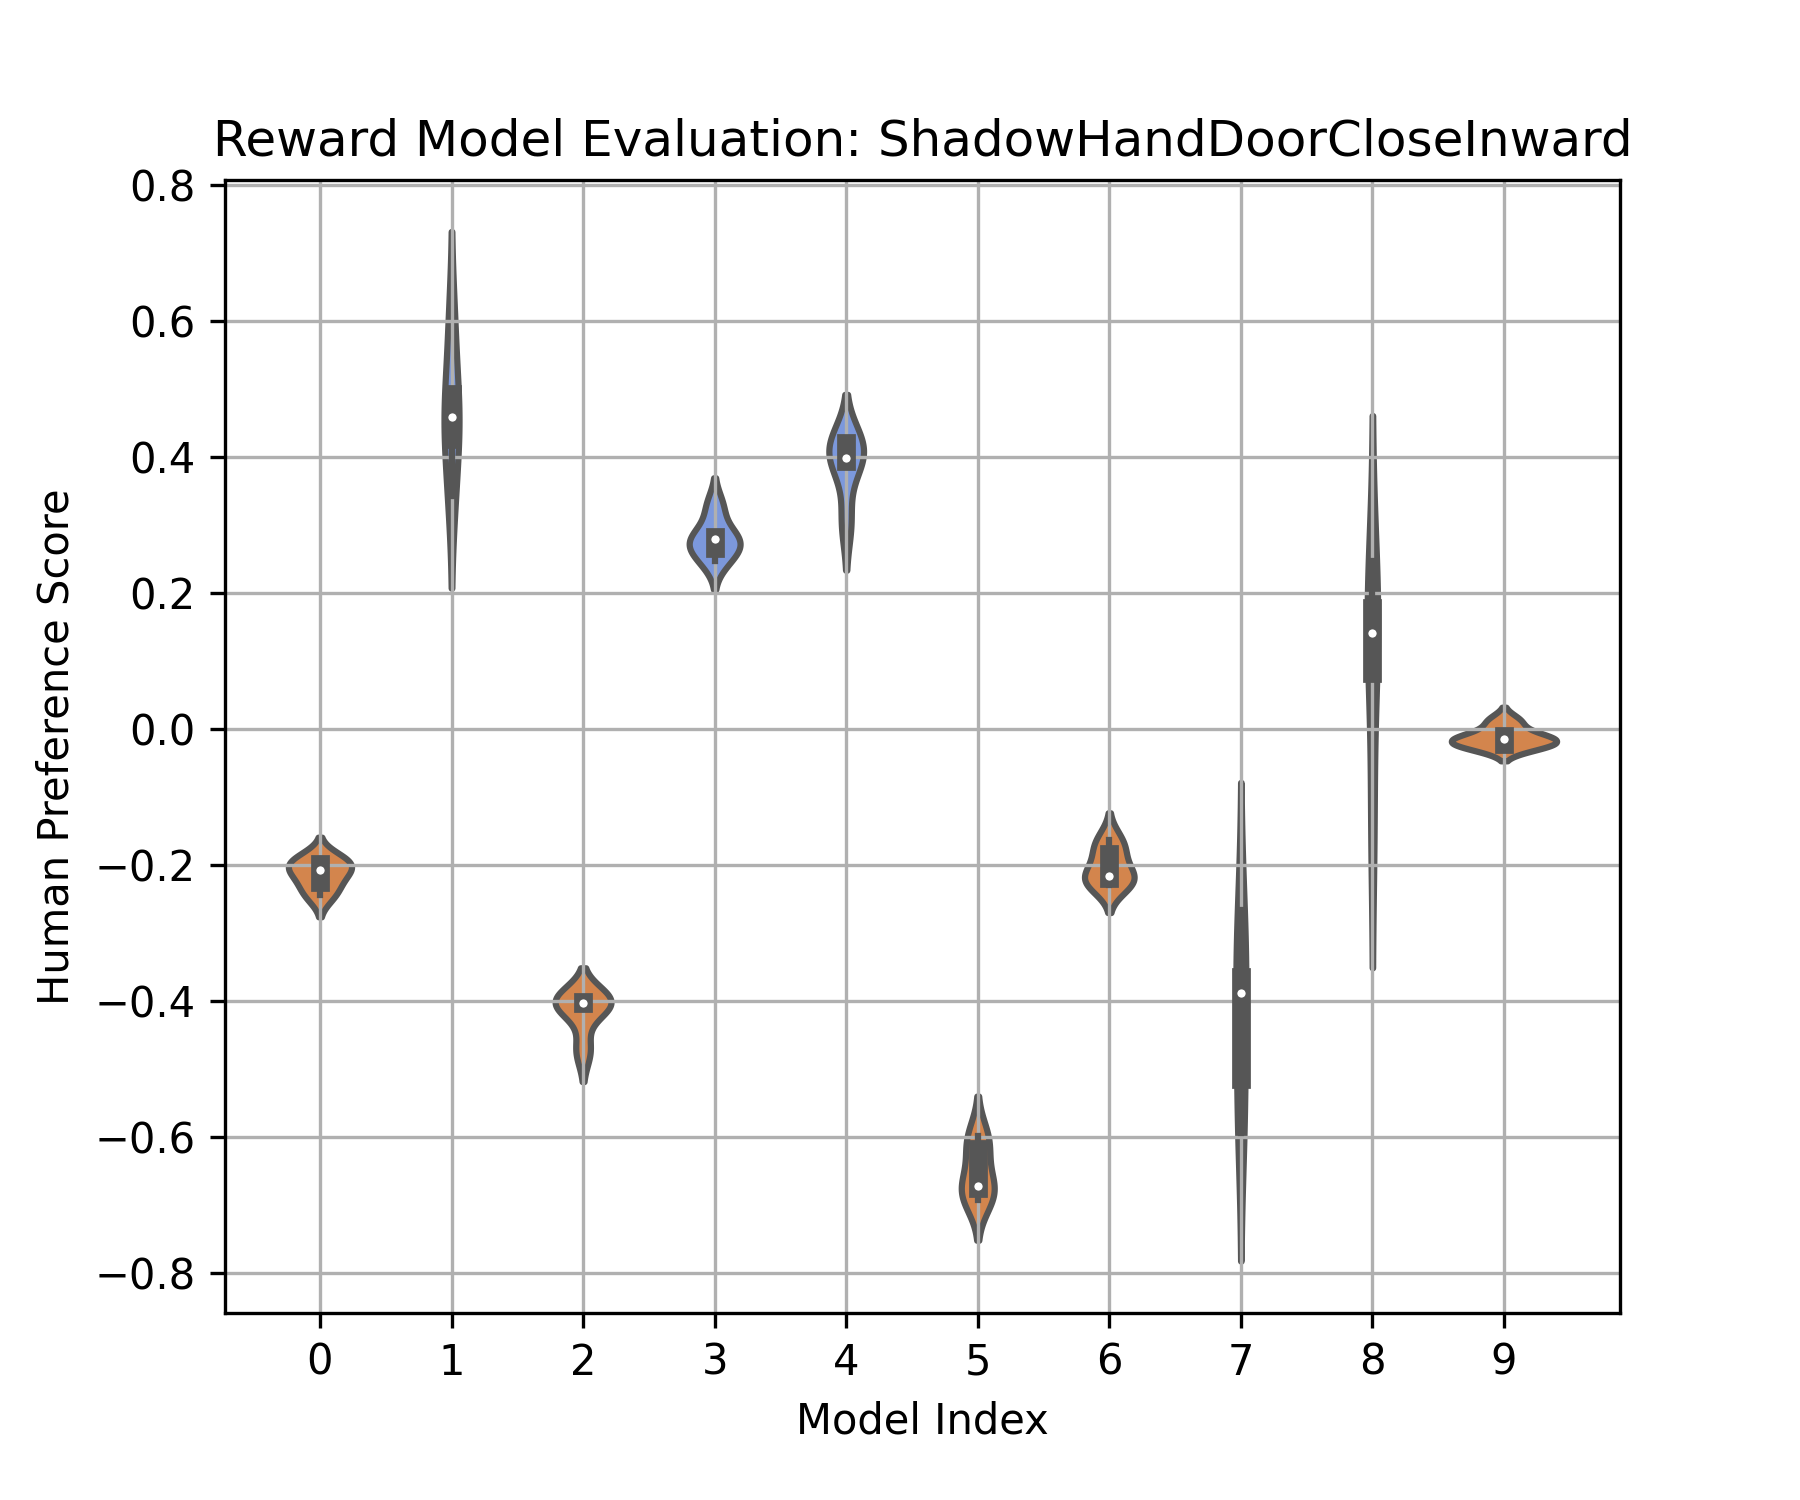 Reward Model Evaluation: ShadowHandDoorCloseInward
Human Preference Score
0.8
0.6
0.4
0.2
0.0
−0.2
−0.4
−0.6
−0.8
0 1 2 3 4 5 6 7 8 9
Model Index